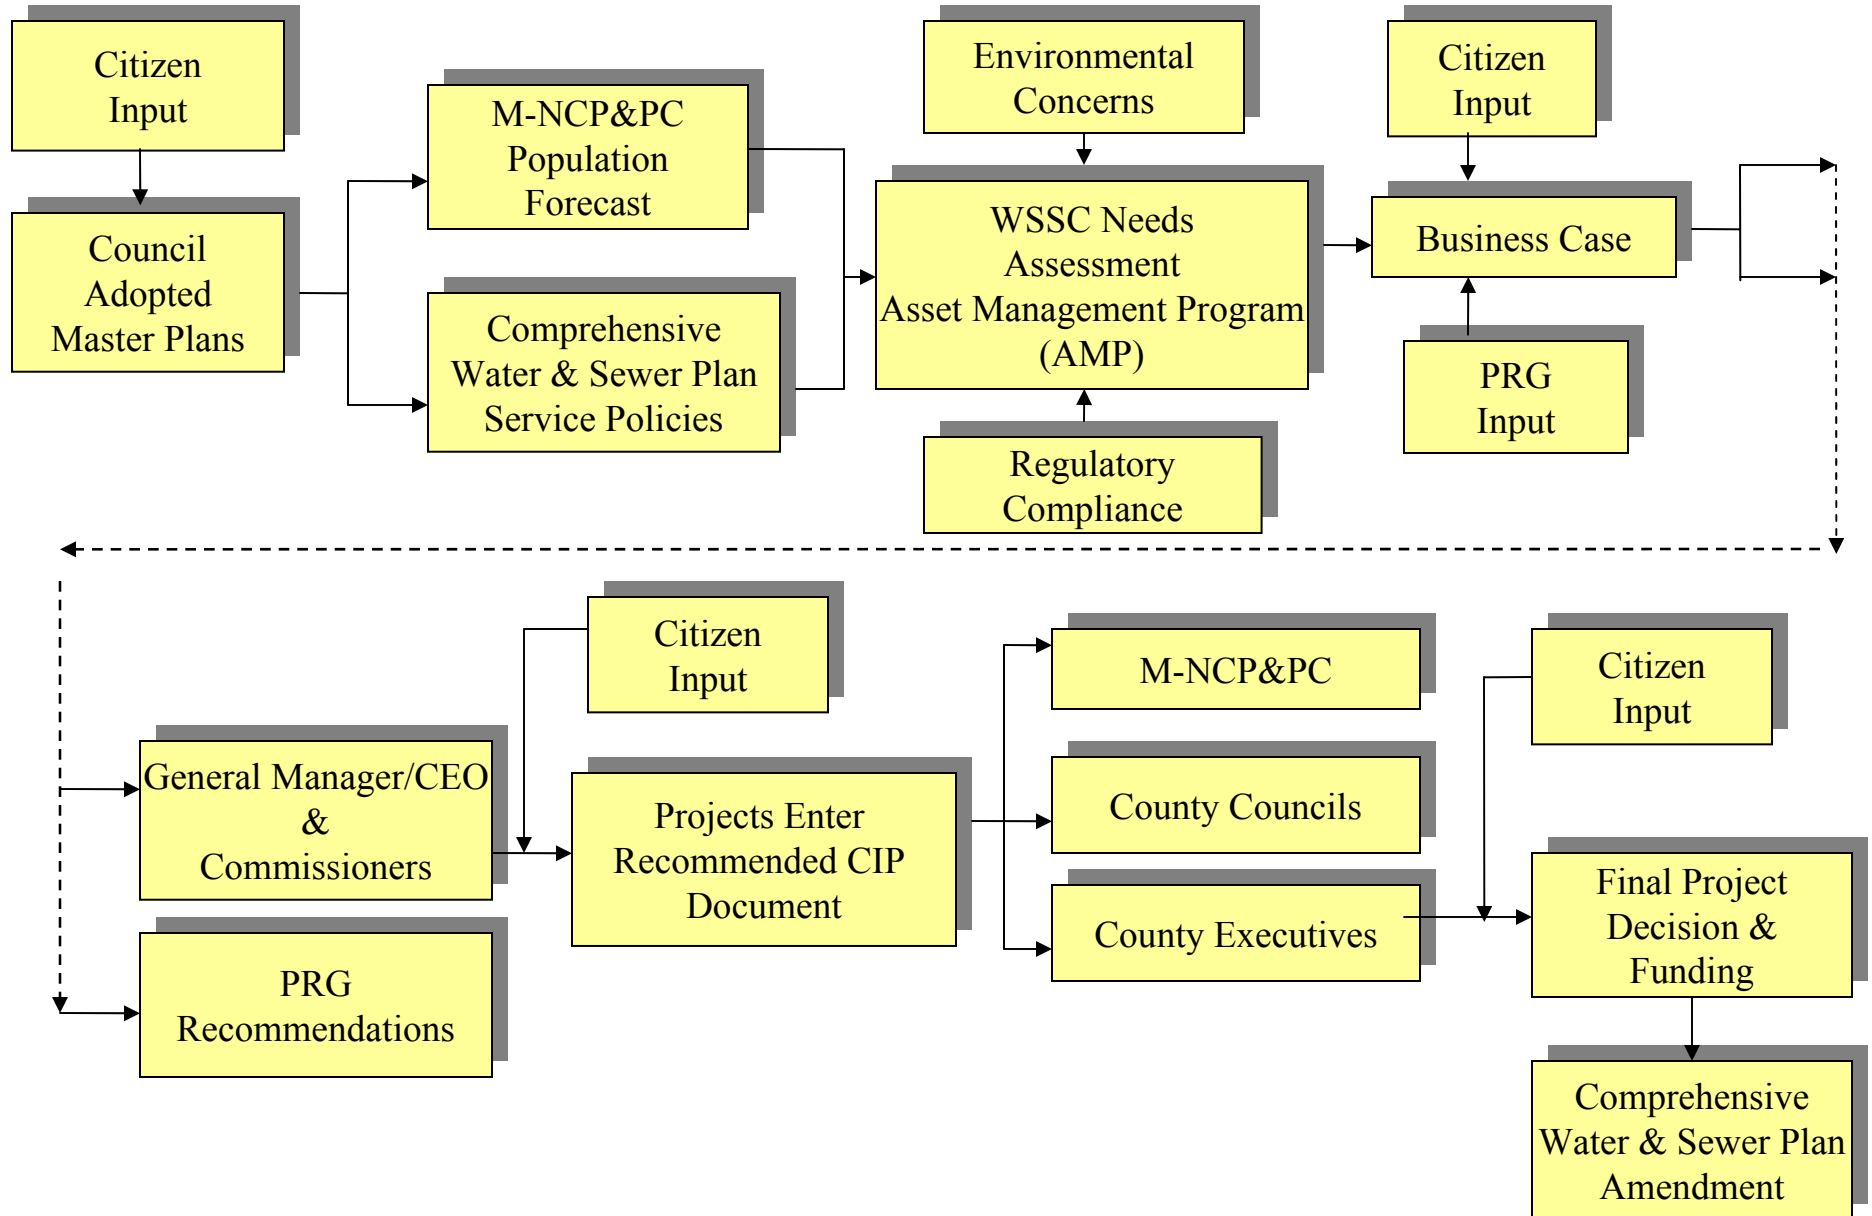 Citizen
Input
Council
Adopted
Master Plans
M-NCP&PC
Population
Forecast
Comprehensive
Water & Sewer Plan
Service Policies
Environmental
Concerns
WSSC Needs
Assessment
Asset Management Program
(AMP)
Regulatory
Compliance
Citizen
Input
Business Case
PRG
Input
General Manager/CEO
&
Commissioners
PRG
Recommendations
Citizen
Input
Projects Enter
Recommended CIP
Document
M-NCP&PC
County Councils
County Executives
Citizen
Input
Final Project
Decision &
Funding
Comprehensive
Water & Sewer Plan
Amendment